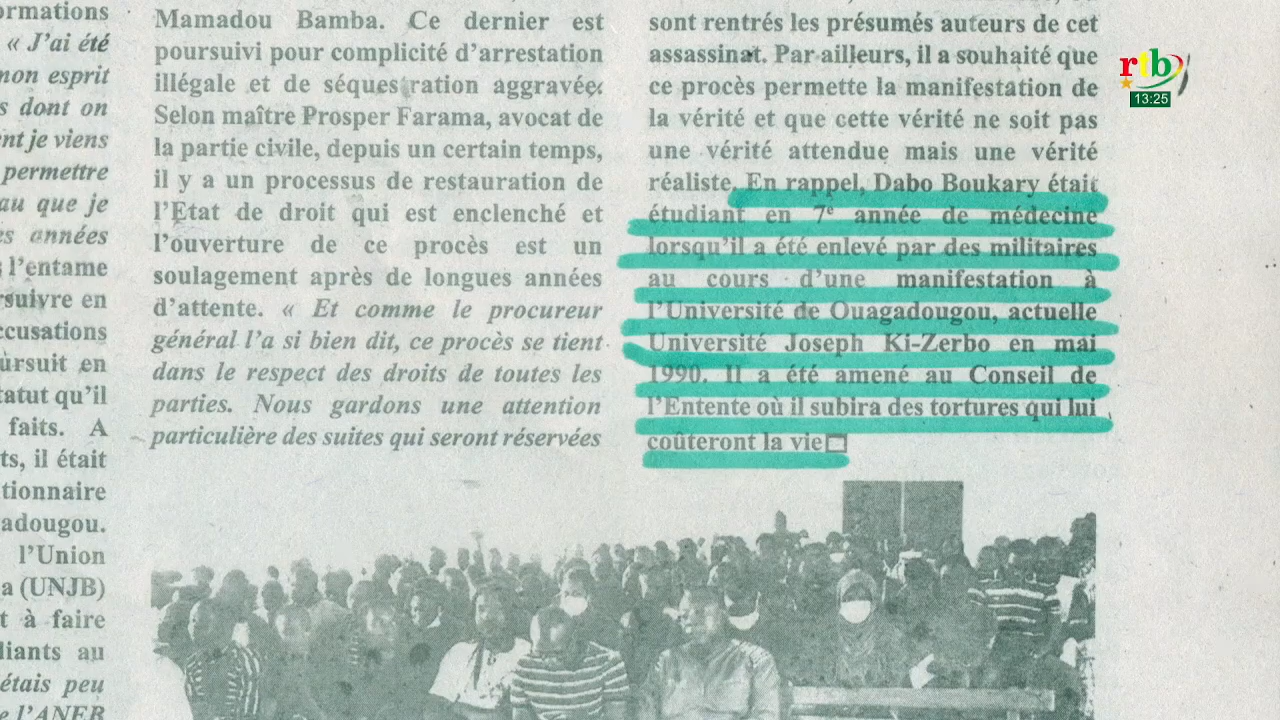 ormations
« J'ai été
mon esprit
s dont on
ent je viens
permettre
au que je
es années
l'entame
rsuivre en
ccusations
ursuit en
tatut qu'il
faits. A
ts, il était
tionnaire
adougou.
l'Union
a (UNJB)
t à faire
liants au
étais peu
e l'ANER
Mamadou Bamba. Ce dernier est
poursuivi pour complicité d'arrestation
illégale et de séquestration aggravée.
Selon maître Prosper Farama, avocat de
la partie civile, depuis un certain temps,
il y a un processus de restauration de
l'Etat de droit qui est enclenché et
l'ouverture de ce procès est un
soulagement après de longues années
d'attente. « Et comme le procureur
général l'a si bien dit, ce procès se tient
dans le respect des droits de toutes les
parties. Nous gardons une attention
particulière des suites qui seront réservées
sont rentrés les présumés auteurs de cet
assassinat. Par ailleurs, il a souhaité que
ce procès permette la manifestation de
la vérité et que cette vérité ne soit pas
une vérité attendue mais une vérité
réaliste. En rappel, Dabo Boukary était
étudiant en 7e année de médecine
lorsqu'il a été enlevé par des militaires
au cours d'une manifestation à
l'Université de Ouagadougou, actuelle
Université Joseph Ki-Zerbo en mai
1990. Il a été amené au Conseil de
l'Entente où il subira des tortures qui lui
coûteront la vie
rtb
13:25